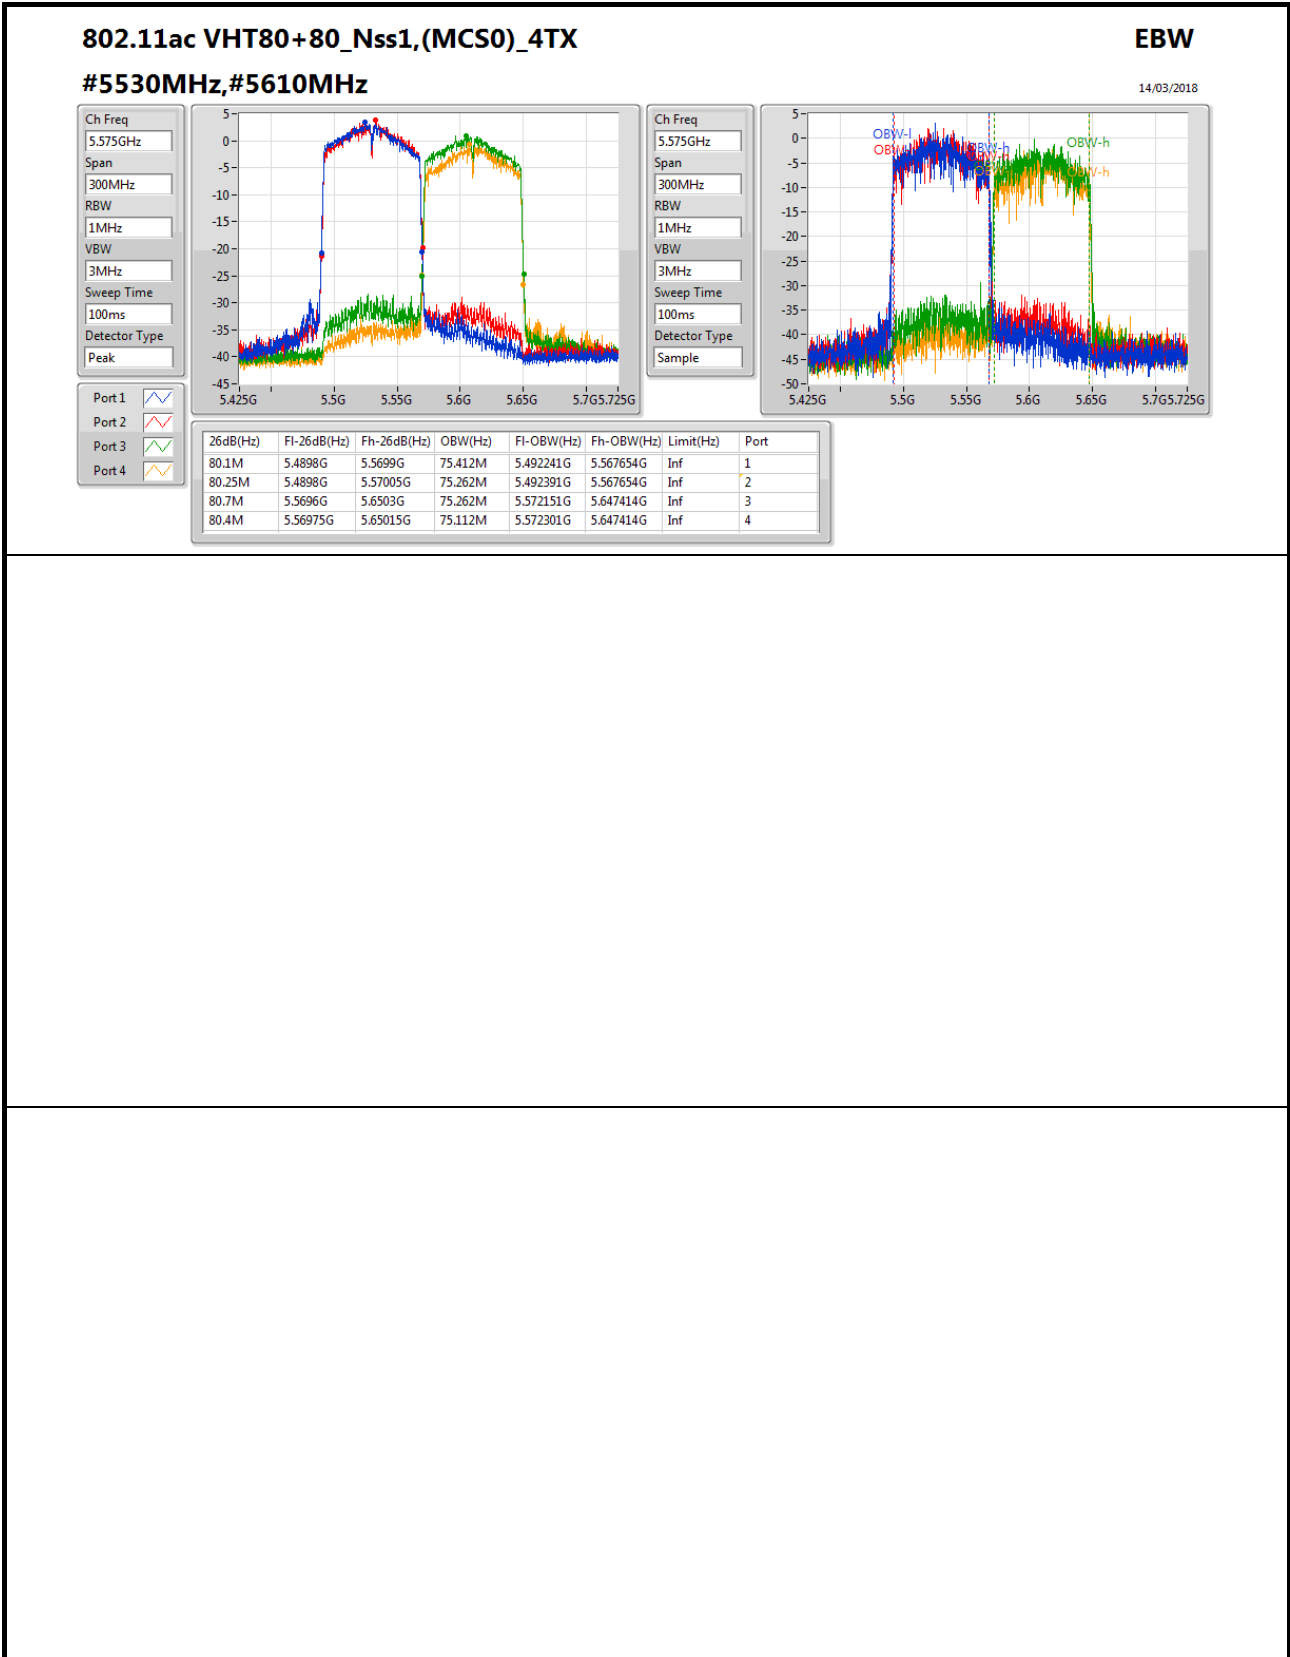 802.11ac VHT80+80_Nss1,(MCS0)_4TX
EBW
#5530MHz,#5610MHz
14/03/2018
Ch Freq
5.575GHz
Span
300MHz
RBW
1MHz
VBW
3MHz
Sweep Time
100ms
Detector Type
Peak
5
0
-5
-10
-15
-20
-25
-30
-35
-40
-45
5.425G 5.5G 5.55G 5.6G 5.65G 5.7G 5.725G
Ch Freq
5.575GHz
Span
300MHz
RBW
1MHz
VBW
3MHz
Sweep Time
100ms
Detector Type
Sample
5
0
-5
-10
-15
-20
-25
-30
-35
-40
-45
-50
OBW-l
OBW-h
OBW-h
5.425G 5.5G 5.55G 5.6G 5.65G 5.7G 5.725G
Port 1
Port 2
Port 3
Port 4
26dB(Hz) Fl-26dB(Hz) Fh-26dB(Hz) OBW(Hz) Fl-OBW(Hz) Fh-OBW(Hz) Limit(Hz) Port
80.1M 5.4898G 5.5699G 75.412M 5.492241G 5.567654G Inf 1
80.25M 5.4898G 5.57005G 75.262M 5.492391G 5.567654G Inf 2
80.7M 5.5696G 5.6503G 75.262M 5.572151G 5.647414G Inf 3
80.4M 5.56975G 5.65015G 75.112M 5.572301G 5.647414G Inf 4